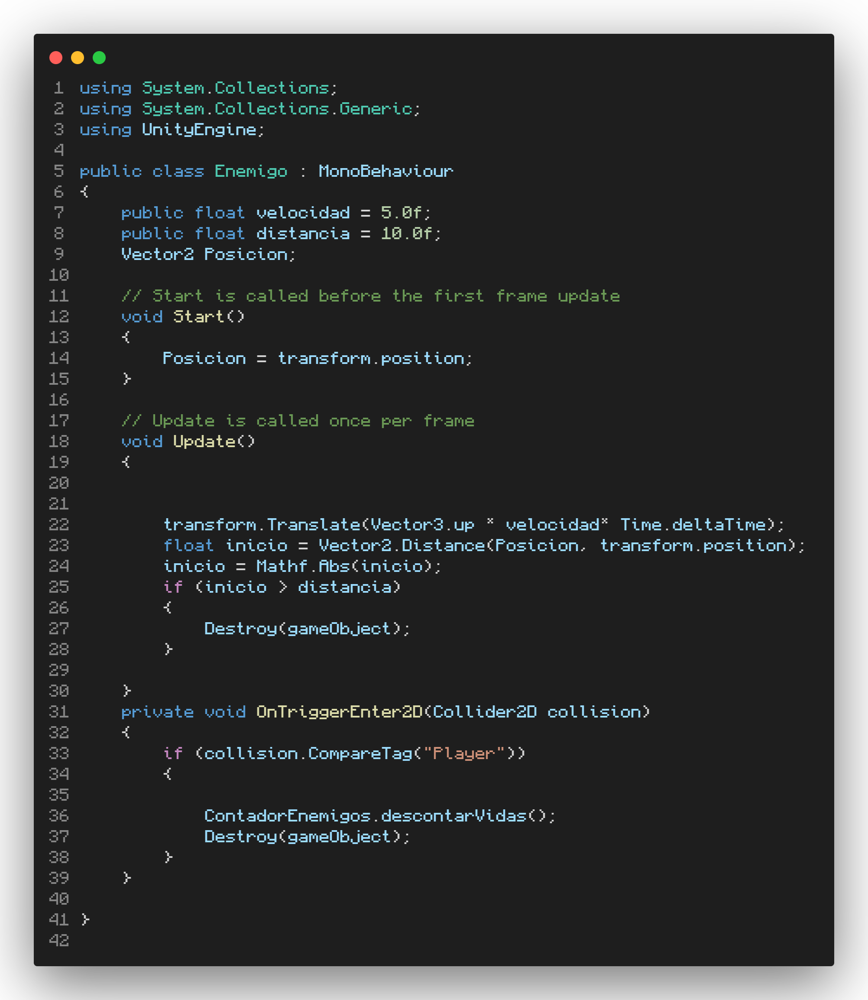 1 using System.Collections;
2 using System.Collections.Generic;
3 using UnityEngine;
4
5 public class Enemigo : MonoBehaviour
6 {
7     public float velocidad = 5.0f;
8     public float distancia = 10.0f;
9     Vector2 Posicion;
10
11     // Start is called before the first frame update
12     void Start()
13     {
14         Posicion = transform.position;
15     }
16
17     // Update is called once per frame
18     void Update()
19     {
20
21
22         transform.Translate(Vector3.up * velocidad* Time.deltaTime);
23         float inicio = Vector2.Distance(Posicion, transform.position);
24         inicio = Mathf.Abs(inicio);
25         if (inicio > distancia)
26         {
27             Destroy(gameObject);
28         }
29
30     }
31     private void OnTriggerEnter2D(Collider2D collision)
32     {
33         if (collision.CompareTag("Player"))
34         {
35
36             ContadorEnemigos.descontarVidas();
37             Destroy(gameObject);
38         }
39     }
40
41 }
42